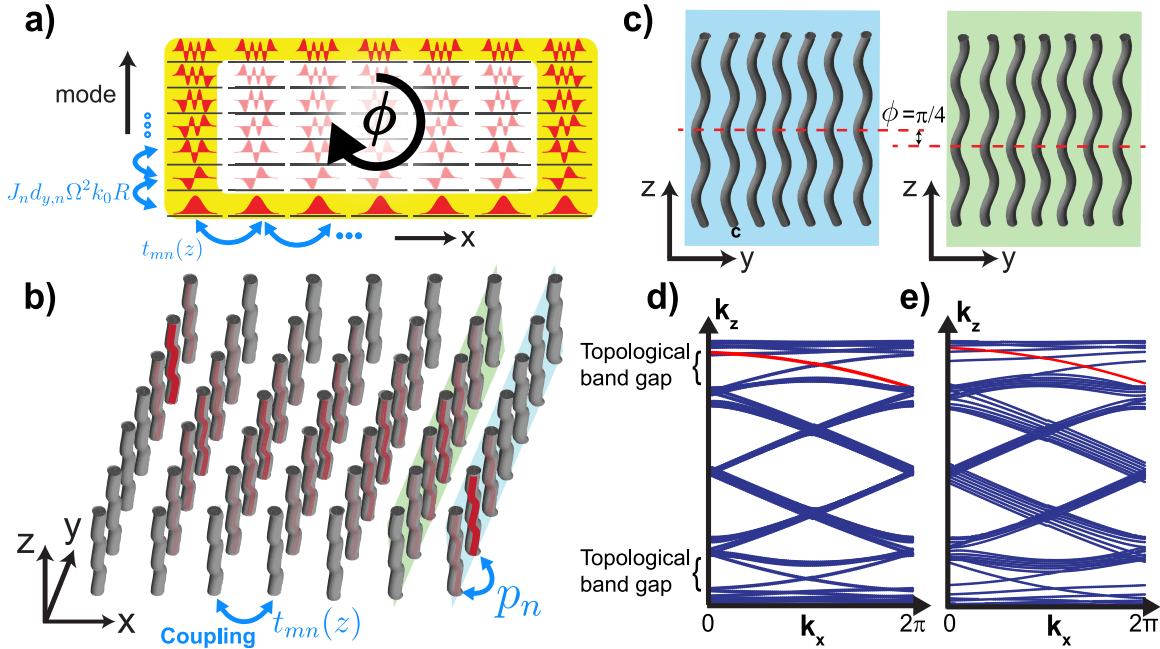 a)
mode
ϕ
J_n d_{y,n} Ω² k_0 R
t_{mn}(z)
x
b)
z
y
x
Coupling
t_{mn}(z)
p_n
c)
z
y
c
ϕ = π/4
z
y
d)
k_z
Topological
band gap
Topological
band gap
0
k_x
2π
e)
k_z
0
k_x
2π